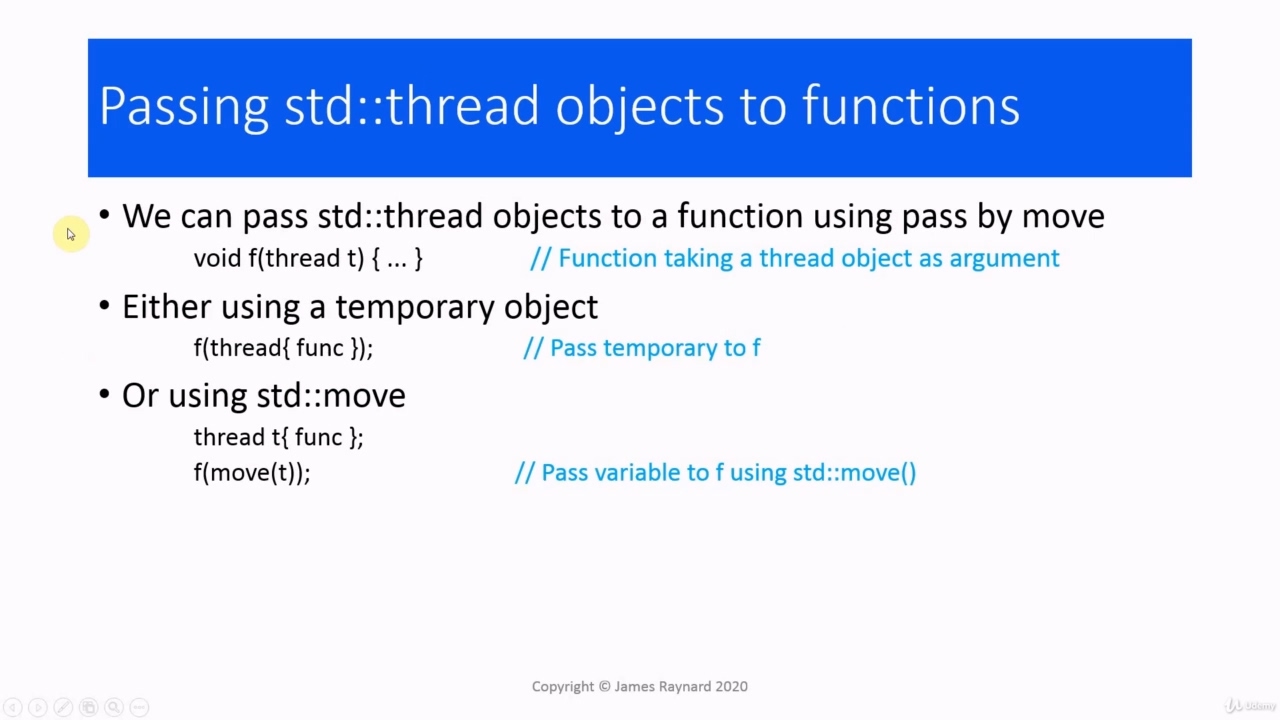 Passing std::thread objects to functions
• We can pass std::thread objects to a function using pass by move
void f(thread t) { ... } // Function taking a thread object as argument
• Either using a temporary object
f(thread{ func }); // Pass temporary to f
• Or using std::move
thread t{ func };
f(move(t)); // Pass variable to f using std::move()
Copyright © James Raynard 2020
Udemy